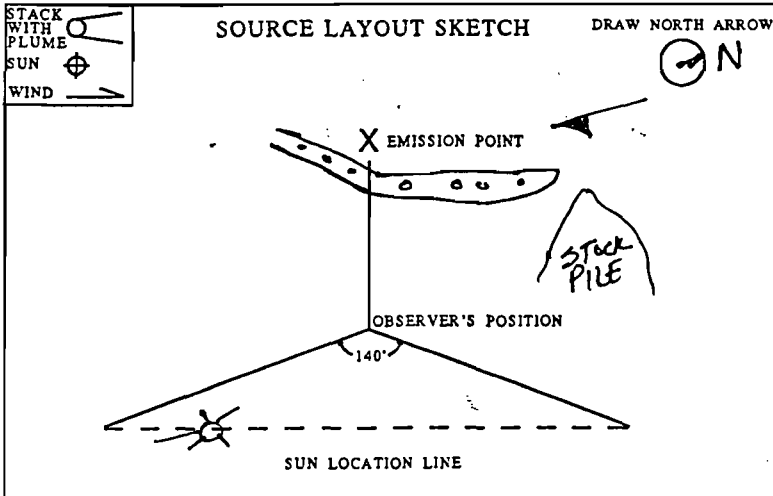 STACK
WITH
PLUME
SUN
WIND
SOURCE LAYOUT SKETCH
DRAW NORTH ARROW
N
X EMISSION POINT
STOCK
PILE
OBSERVER'S POSITION
140°
SUN LOCATION LINE